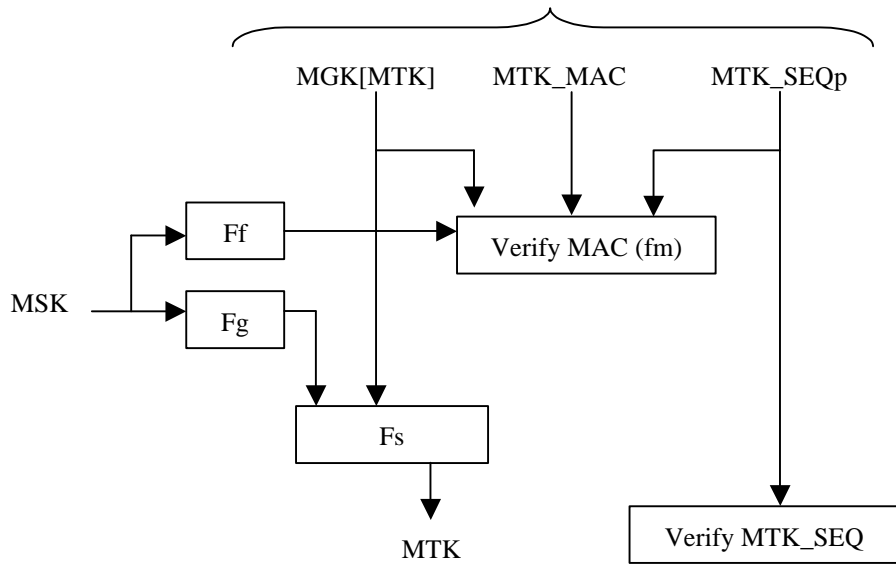 MGK[MTK]
MTK_MAC
MTK_SEQp
Ff
Verify MAC (fm)
MSK
Fg
Fs
MTK
Verify MTK_SEQ